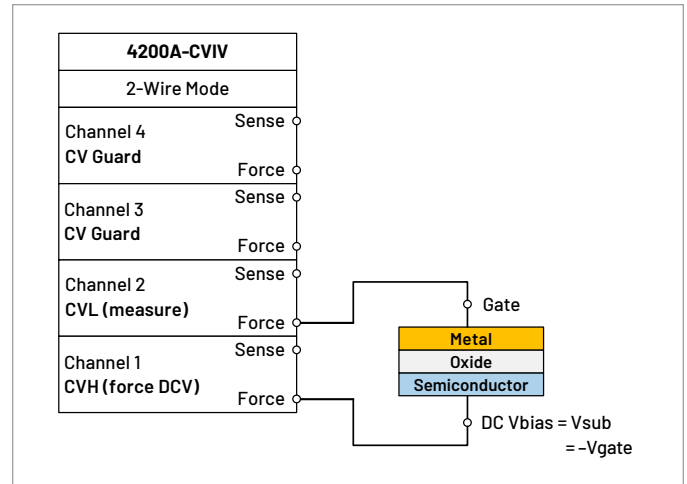 4200A-CVIV
2-Wire Mode
Channel 4
CV Guard
Sense
Force
Channel 3
CV Guard
Sense
Force
Channel 2
CVL (measure)
Sense
Force
Channel 1
CVH (force DCV)
Sense
Force
Gate
Metal
Oxide
Semiconductor
DC Vbias = Vsub
= –Vgate